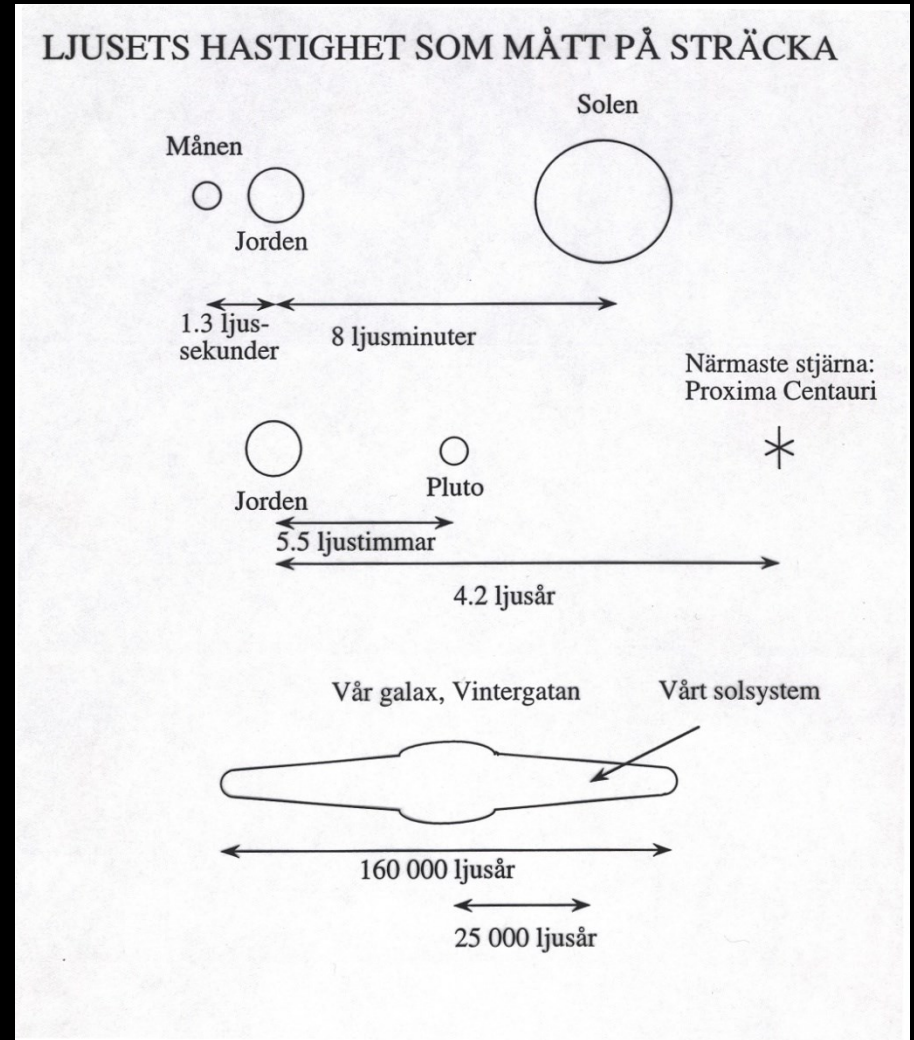 LJUSETS HASTIGHET SOM MÅTT PÅ STRÄCKA
Solen
Månen
Jorden
1.3 ljus-
sekunder
8 ljusminuter
Närmaste stjärna:
Proxima Centauri
Jorden
Pluto
5.5 ljustimmar
4.2 ljusår
Vår galax, Vintergatan
Vårt solsystem
160 000 ljusår
25 000 ljusår